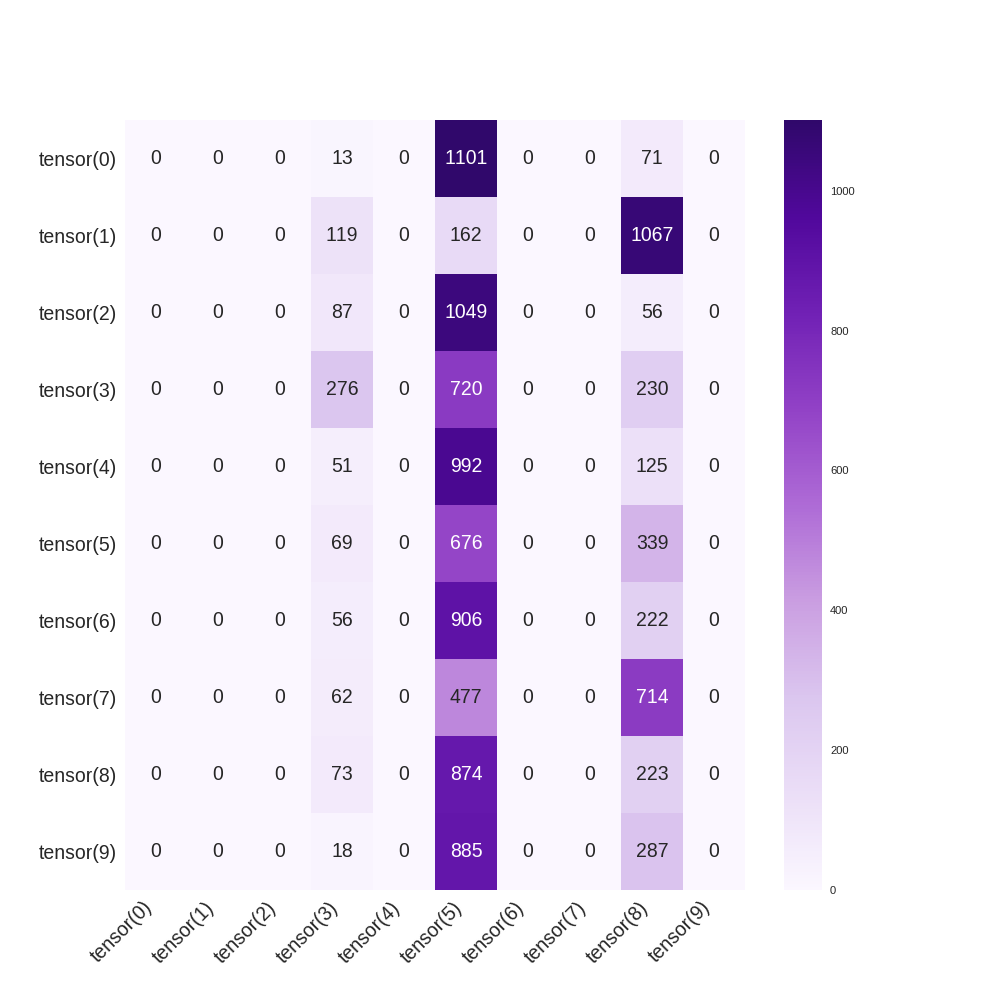 tensor(0) 0 0 0 13 0 1101 0 0 71 0
1000
tensor(1) 0 0 0 119 0 162 0 0 1067 0
tensor(2) 0 0 0 87 0 1049 0 0 56 0
800
tensor(3) 0 0 0 276 0 720 0 0 230 0
tensor(4) 0 0 0 51 0 992 0 0 125 0
600
tensor(5) 0 0 0 69 0 676 0 0 339 0
400
tensor(6) 0 0 0 56 0 906 0 0 222 0
tensor(7) 0 0 0 62 0 477 0 0 714 0
200
tensor(8) 0 0 0 73 0 874 0 0 223 0
tensor(9) 0 0 0 18 0 885 0 0 287 0
0
tensor(0) tensor(1) tensor(2) tensor(3) tensor(4) tensor(5) tensor(6) tensor(7) tensor(8) tensor(9)